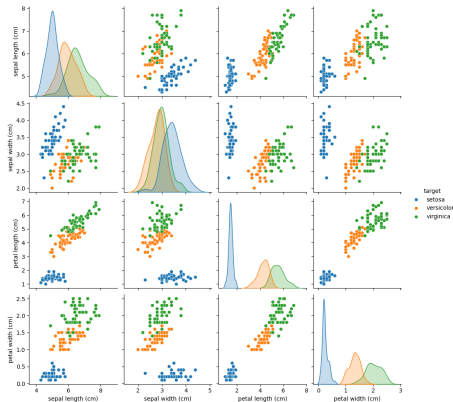 8
7
6
5
sepal length (cm)
4.5
4.0
3.5
3.0
2.5
2.0
sepal width (cm)
target
setosa
versicolor
virginica
7
6
5
4
3
2
1
petal length (cm)
2.5
2.0
1.5
1.0
0.5
0.0
petal width (cm)
4 6 8 2 3 4 5 2 4 6 8 0 1 2 3
sepal length (cm) sepal width (cm) petal length (cm) petal width (cm)